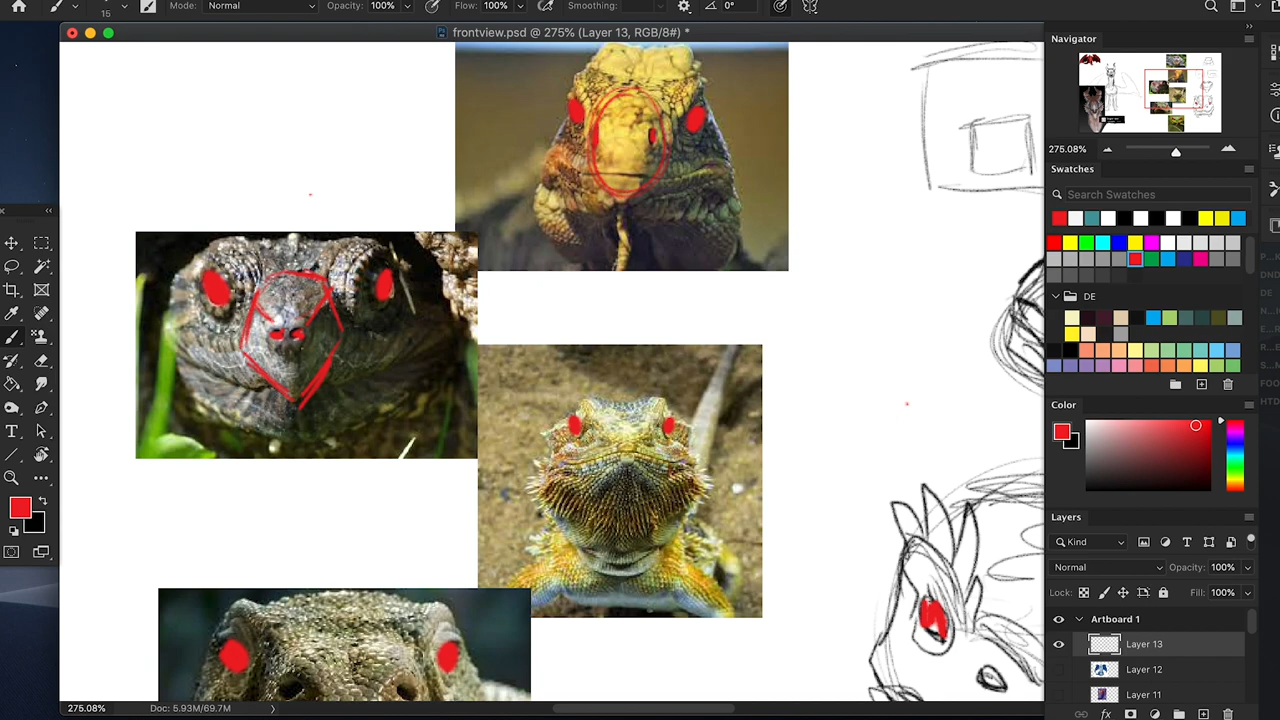 15
Mode: Normal
Opacity: 100%
Flow: 100%
Smoothing:
0°
frontview.psd @ 275% (Layer 13, RGB/8#) *
Navigator
275.08%
Swatches
Search Swatches
DE
Color
Layers
Kind
Normal
Opacity: 100%
Lock:
Fill: 100%
Artboard 1
Layer 13
Layer 12
Layer 11
fx
275.08%
Doc: 5.93M/69.7M